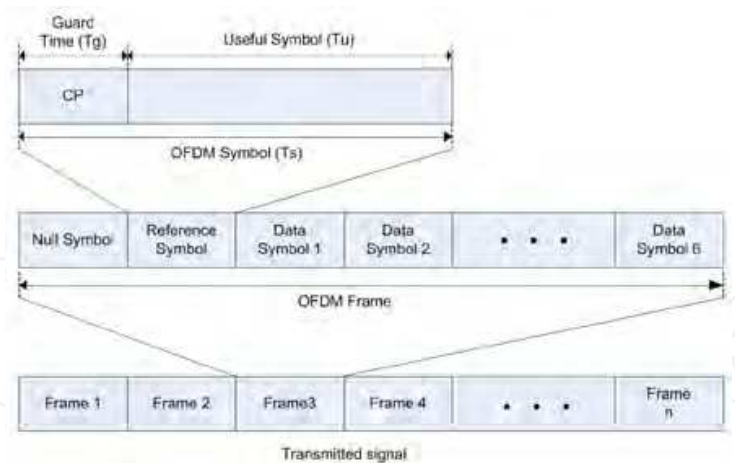 Guard
Time (Tg)
Useful Symbol (Tu)
CP
OFDM Symbol (Ts)
Null Symbol
Reference
Symbol
Data
Symbol 1
Data
Symbol 2
Data
Symbol 6
OFDM Frame
Frame 1
Frame 2
Frame3
Frame 4
Frame
n
Transmitted signal